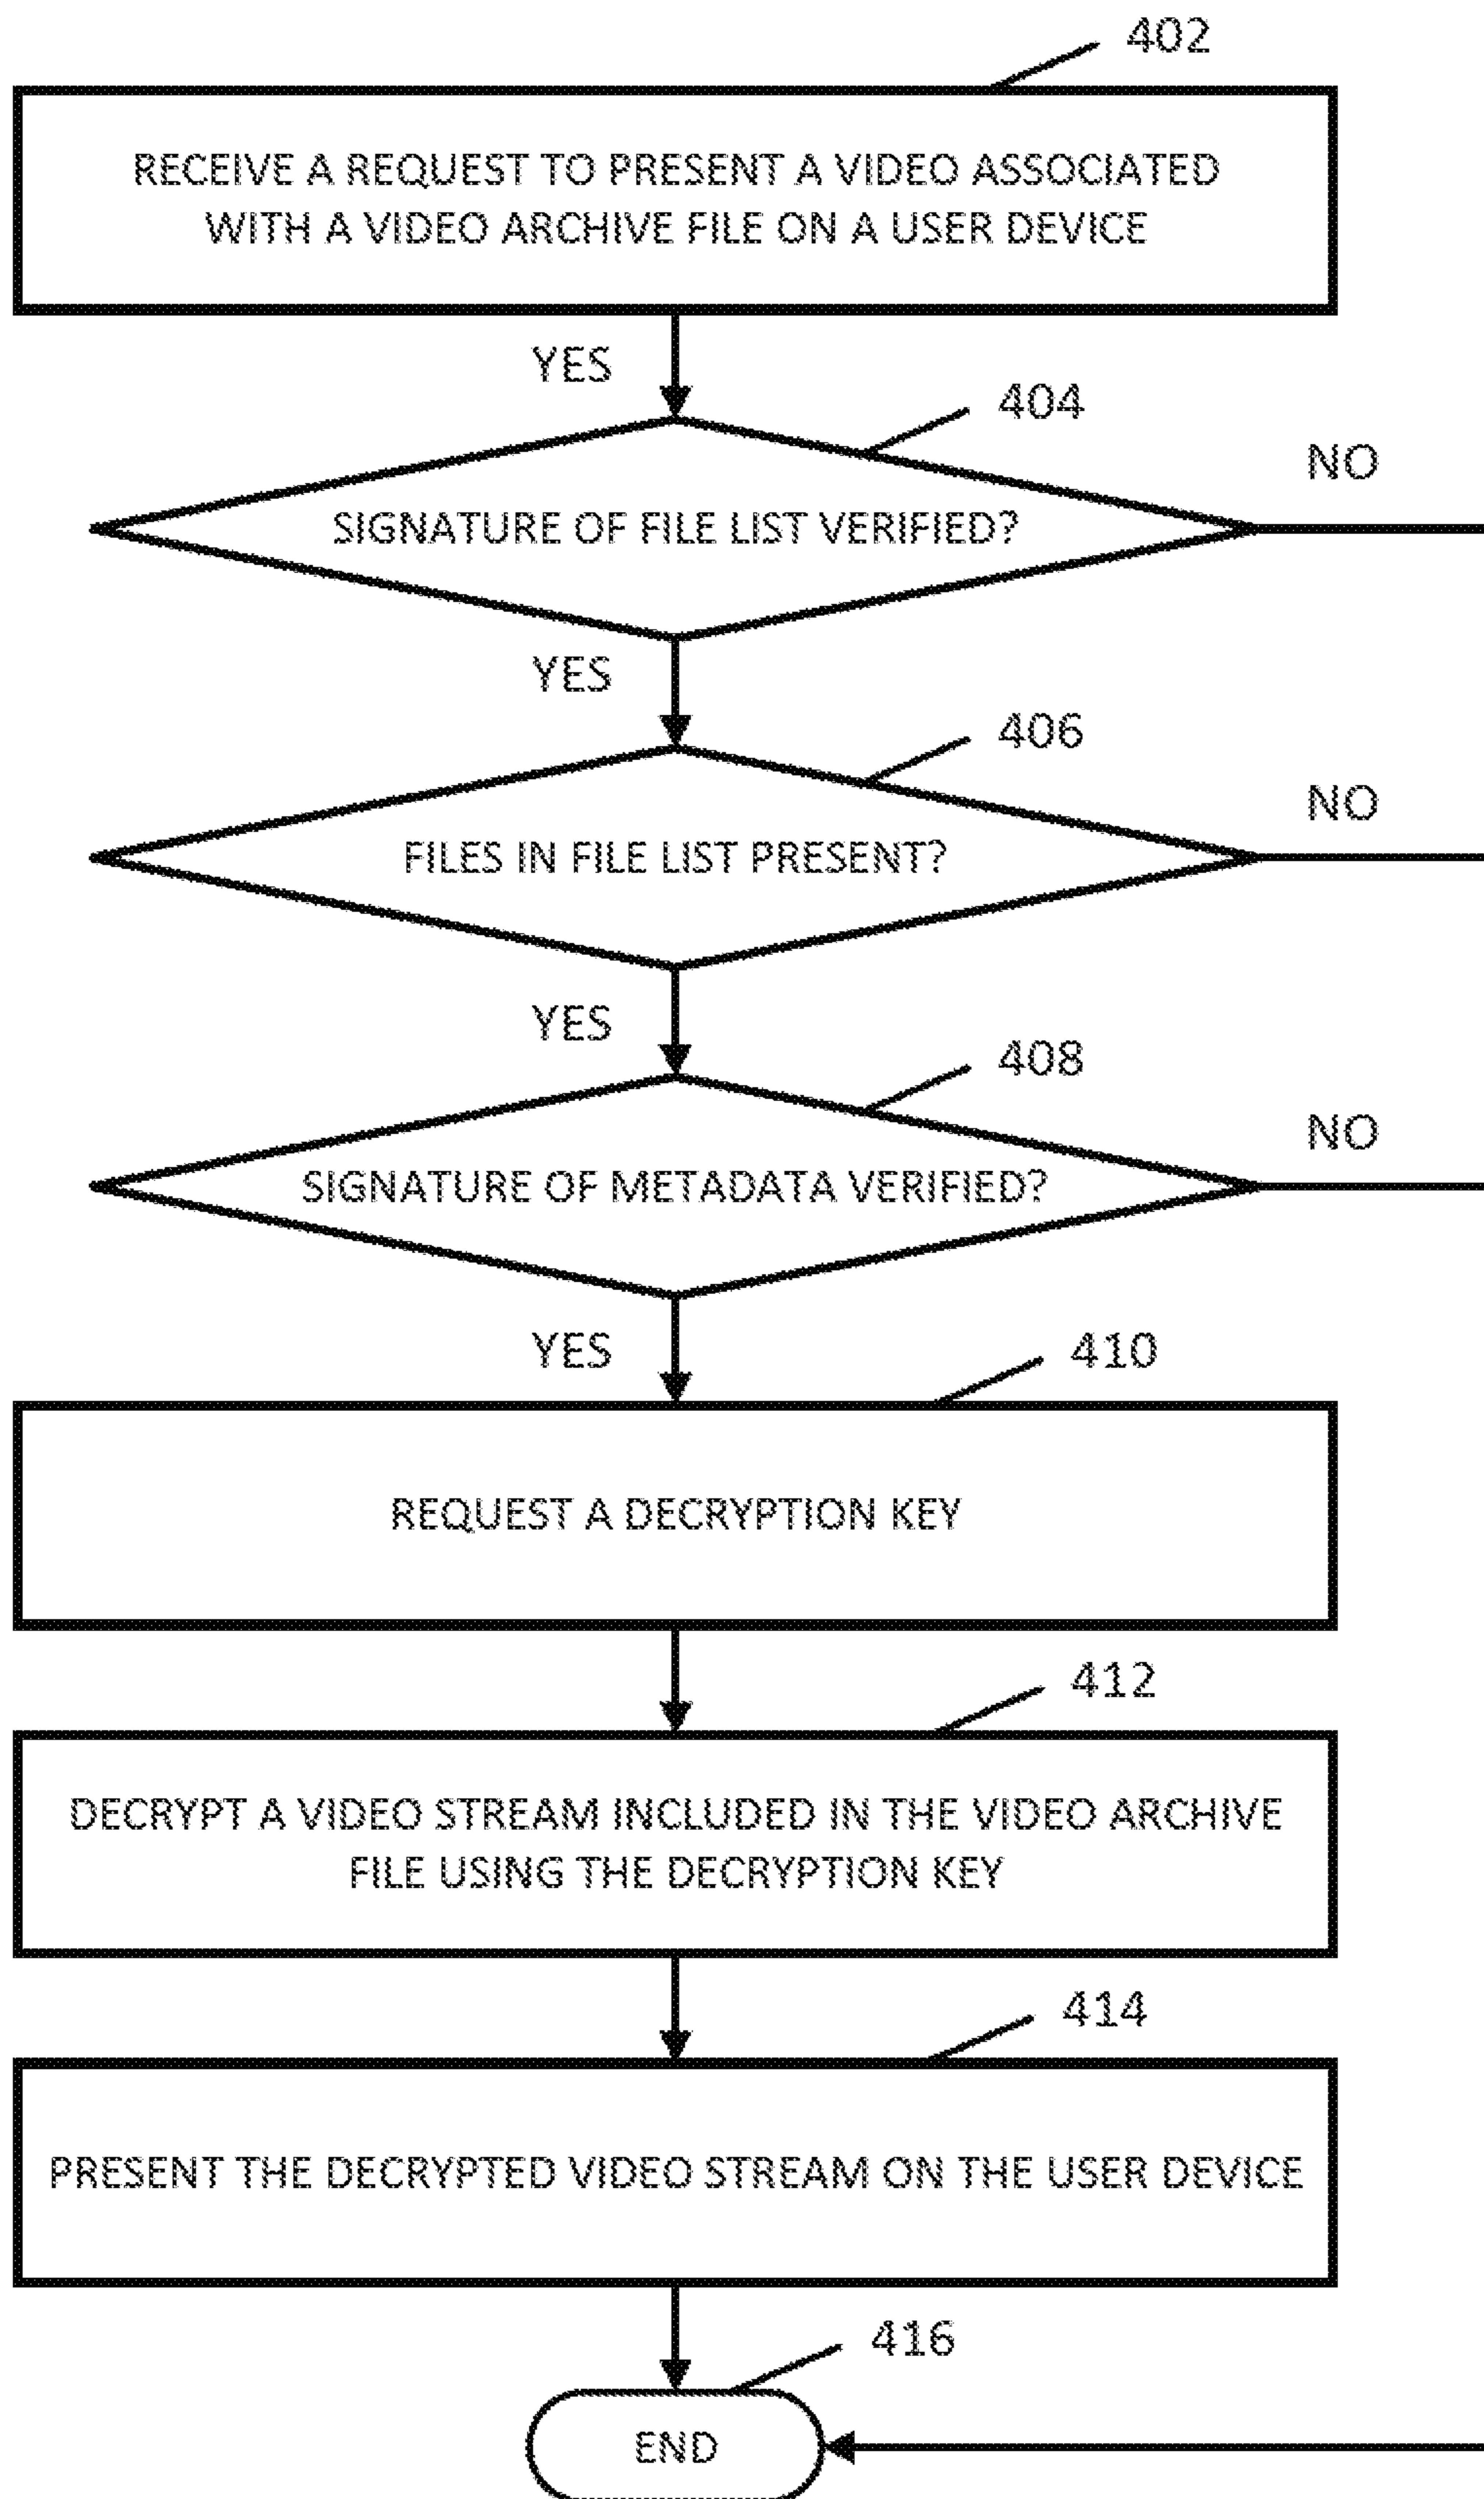 402
RECEIVE A REQUEST TO PRESENT A VIDEO ASSOCIATED
WITH A VIDEO ARCHIVE FILE ON A USER DEVICE
YES
404
NO
SIGNATURE OF FILE LIST VERIFIED?
YES
406
NO
FILES IN FILE LIST PRESENT?
YES
408
NO
SIGNATURE OF METADATA VERIFIED?
YES
410
REQUEST A DECRYPTION KEY
412
DECRYPT A VIDEO STREAM INCLUDED IN THE VIDEO ARCHIVE
FILE USING THE DECRYPTION KEY
414
PRESENT THE DECRYPTED VIDEO STREAM ON THE USER DEVICE
416
END